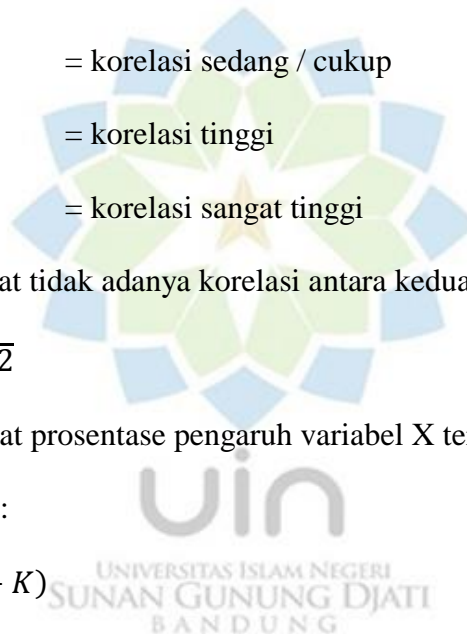 = korelasi sedang / cukup
= korelasi tinggi
= korelasi sangat tinggi
at tidak adanya korelasi antara kedua
2
at prosentase pengaruh variabel X te
:
K)
uin
UNIVERSITAS ISLAM NEGERI
SUNAN GUNUNG DJATI
BANDUNG